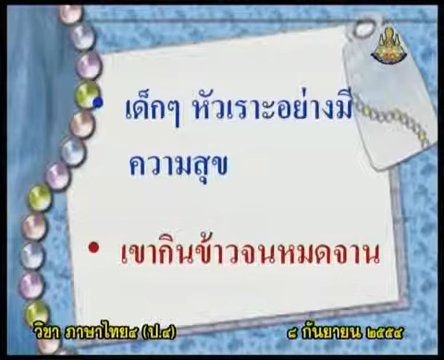 เด็กๆ หัวเราะอย่างมี
ความสุข
เขากินข้าวจนหมดจาน
วิชา ภาษาไทย๔ (ป.๔)
๘ กันยายน ๒๕๕๔